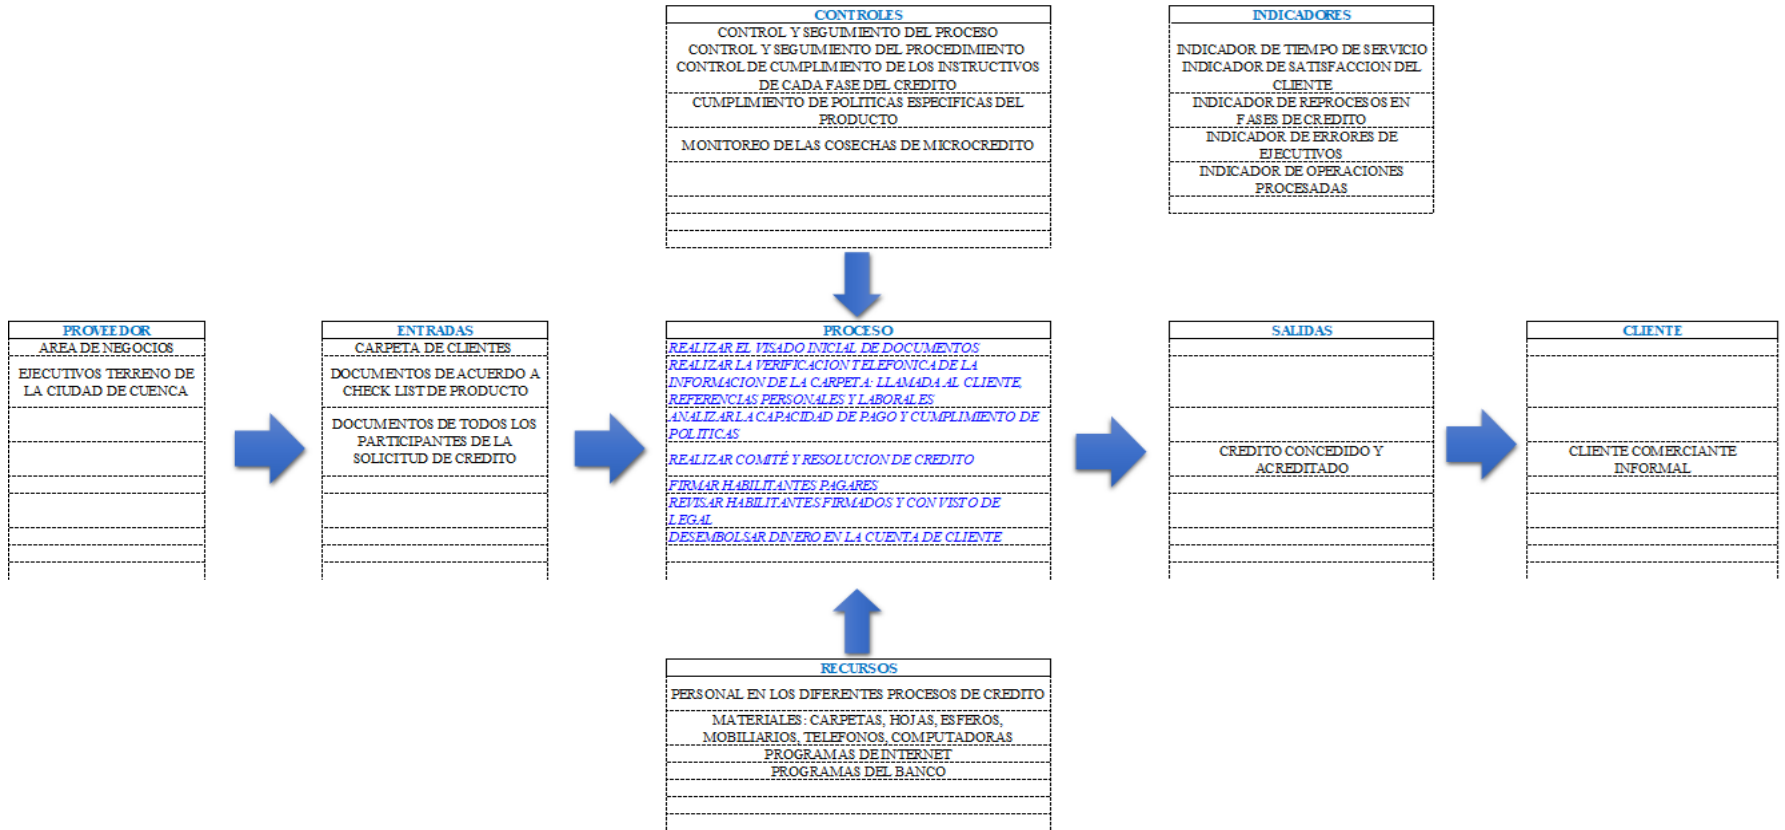 CONTROLES
CONTROL Y SEGUIMIENTO DEL PROCESO
CONTROL Y SEGUIMIENTO DEL PROCEDIMIENTO
CONTROL DE CUMPLIMIENTO DE LOS INSTRUCTIVOS
DE CADA FASE DEL CREDITO
CUMPLIMIENTO DE POLITICAS ESPECIFICAS DEL
PRODUCTO
MONITOREO DE LAS COSECHAS DE MICROCREDITO
INDICADORES
INDICADOR DE TIEMPO DE SERVICIO
INDICADOR DE SATISFACCION DEL
CLIENTE
INDICADOR DE REPROCESOS EN
FASES DE CREDITO
INDICADOR DE ERRORES DE
EJECUTIVOS
INDICADOR DE OPERACIONES
PROCESADAS
PROVEEDOR
AREA DE NEGOCIOS
EJECUTIVOS TERRENO DE
LA CIUDAD DE CUENCA
ENTRADAS
CARPETA DE CLIENTES
DOCUMENTOS DE ACUERDO A
CHECK LIST DE PRODUCTO
DOCUMENTOS DE TODOS LOS
PARTICIPANTES DE LA
SOLICITUD DE CREDITO
PROCESO
REALIZAR EL VISADO INICIAL DE DOCUMENTOS
REALIZAR LA VERIFICACION TELEFONICA DE LA
INFORMACION DE LA CARPETA: LLAMADA AL CLIENTE,
REFERENCIAS PERSONALES Y LABORALES
ANALIZAR LA CAPACIDAD DE PAGO Y CUMPLIMIENTO DE
POLITICAS
REALIZAR COMITÉ Y RESOLUCION DE CREDITO
FIRMAR HABILITANTES PAGARES
REVISAR HABILITANTES FIRMADOS Y CON VISTO DE
LEGAL
DESEMBOLSAR DINERO EN LA CUENTA DE CLIENTE
SALIDAS
CREDITO CONCEDIDO Y
ACREDITADO
CLIENTE
CLIENTE COMERCIANTE
INFORMAL
RECURSOS
PERSONAL EN LOS DIFERENTES PROCESOS DE CREDITO
MATERIALES: CARPETAS, HOJAS, ESFEROS,
MOBILIARIOS, TELEFONOS, COMPUTADORAS
PROGRAMAS DE INTERNET
PROGRAMAS DEL BANCO